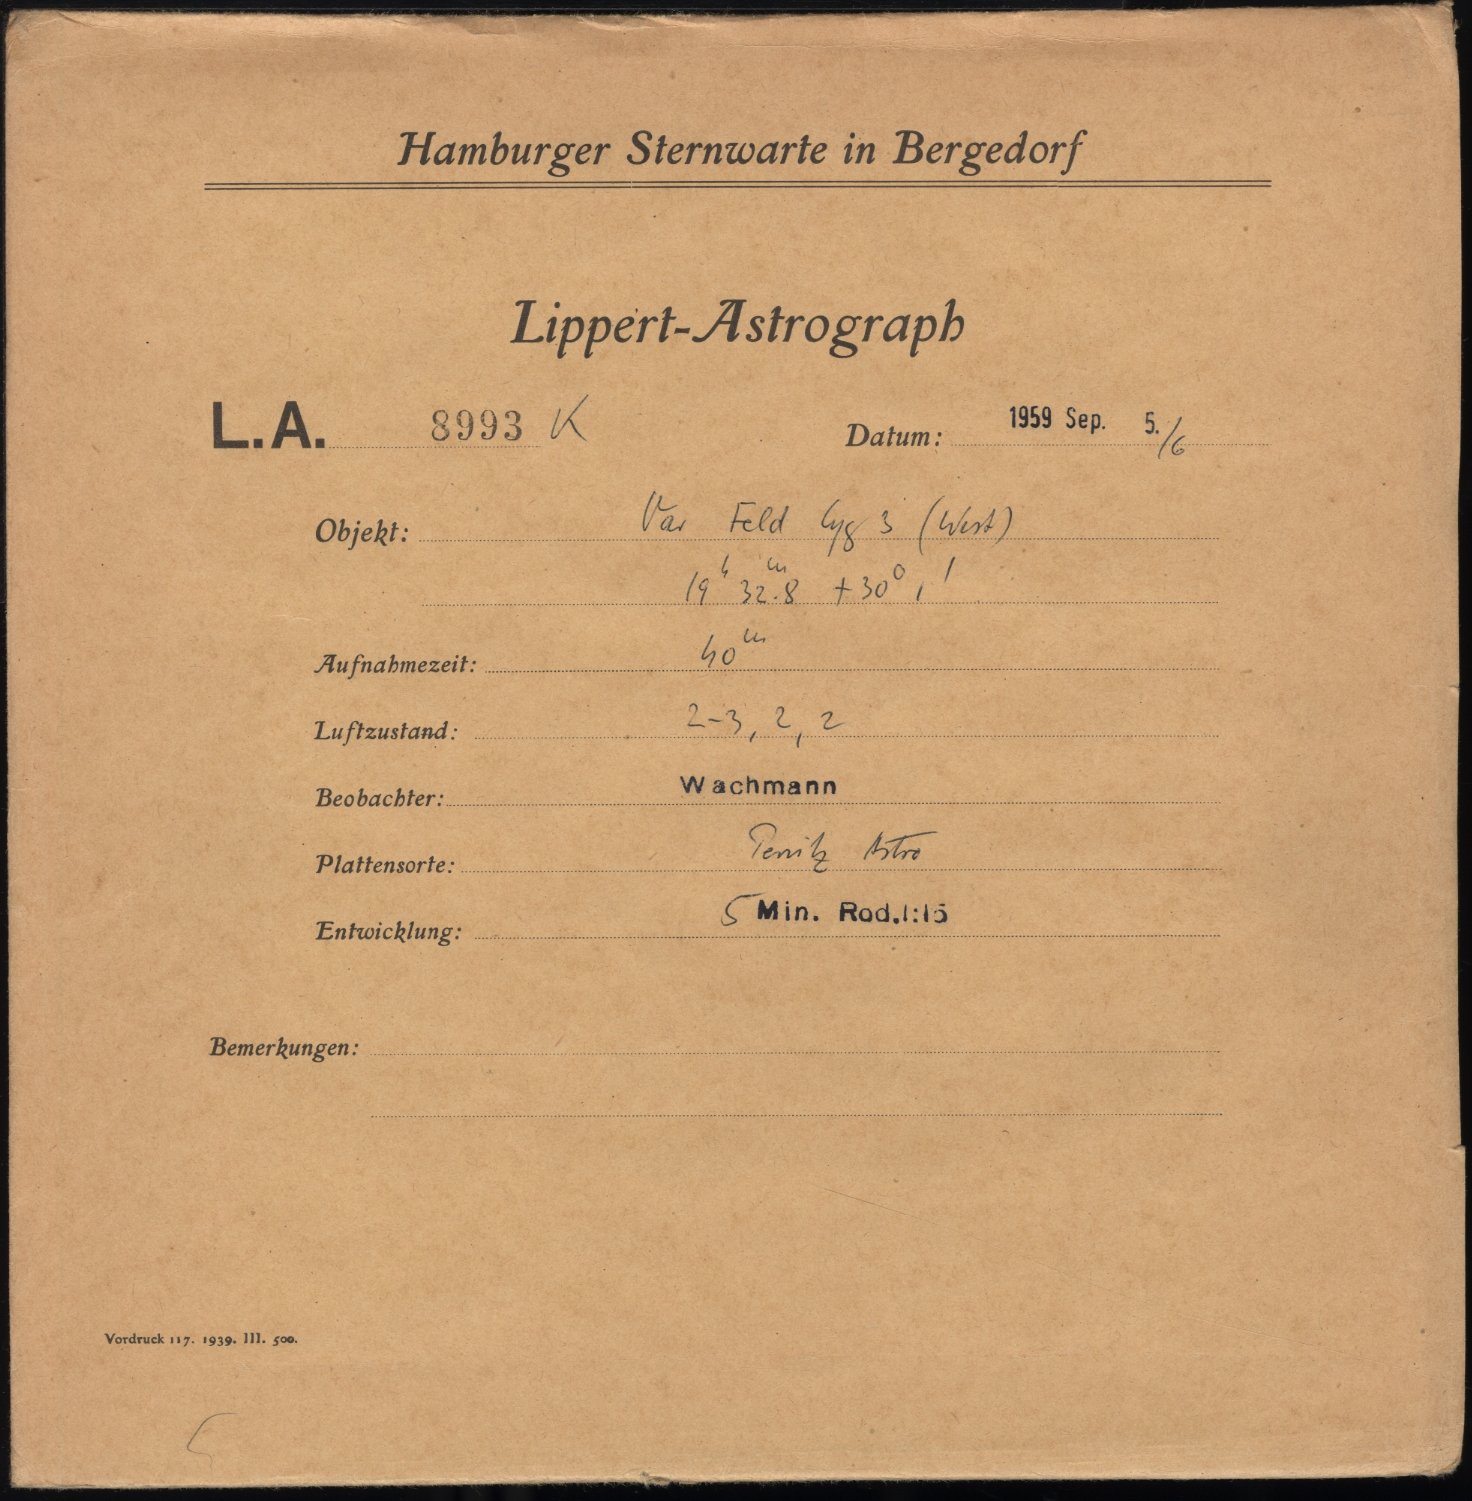 Hamburger Sternwarte in Bergedorf
Lippert-Astrograph
L.A. 8993 K Datum: 1959 Sep. 5./6
Objekt: Var Feld Cyg 3 (West)
19h 32m.8 +30° 1'
Aufnahmezeit: 40m
Luftzustand: 2-3, 2, 2
Beobachter: Wachmann
Plattensorte: Astro
Entwicklung: 5 Min. Rod.1:15
Bemerkungen:
Vordruck 117. 1939. III. 500.